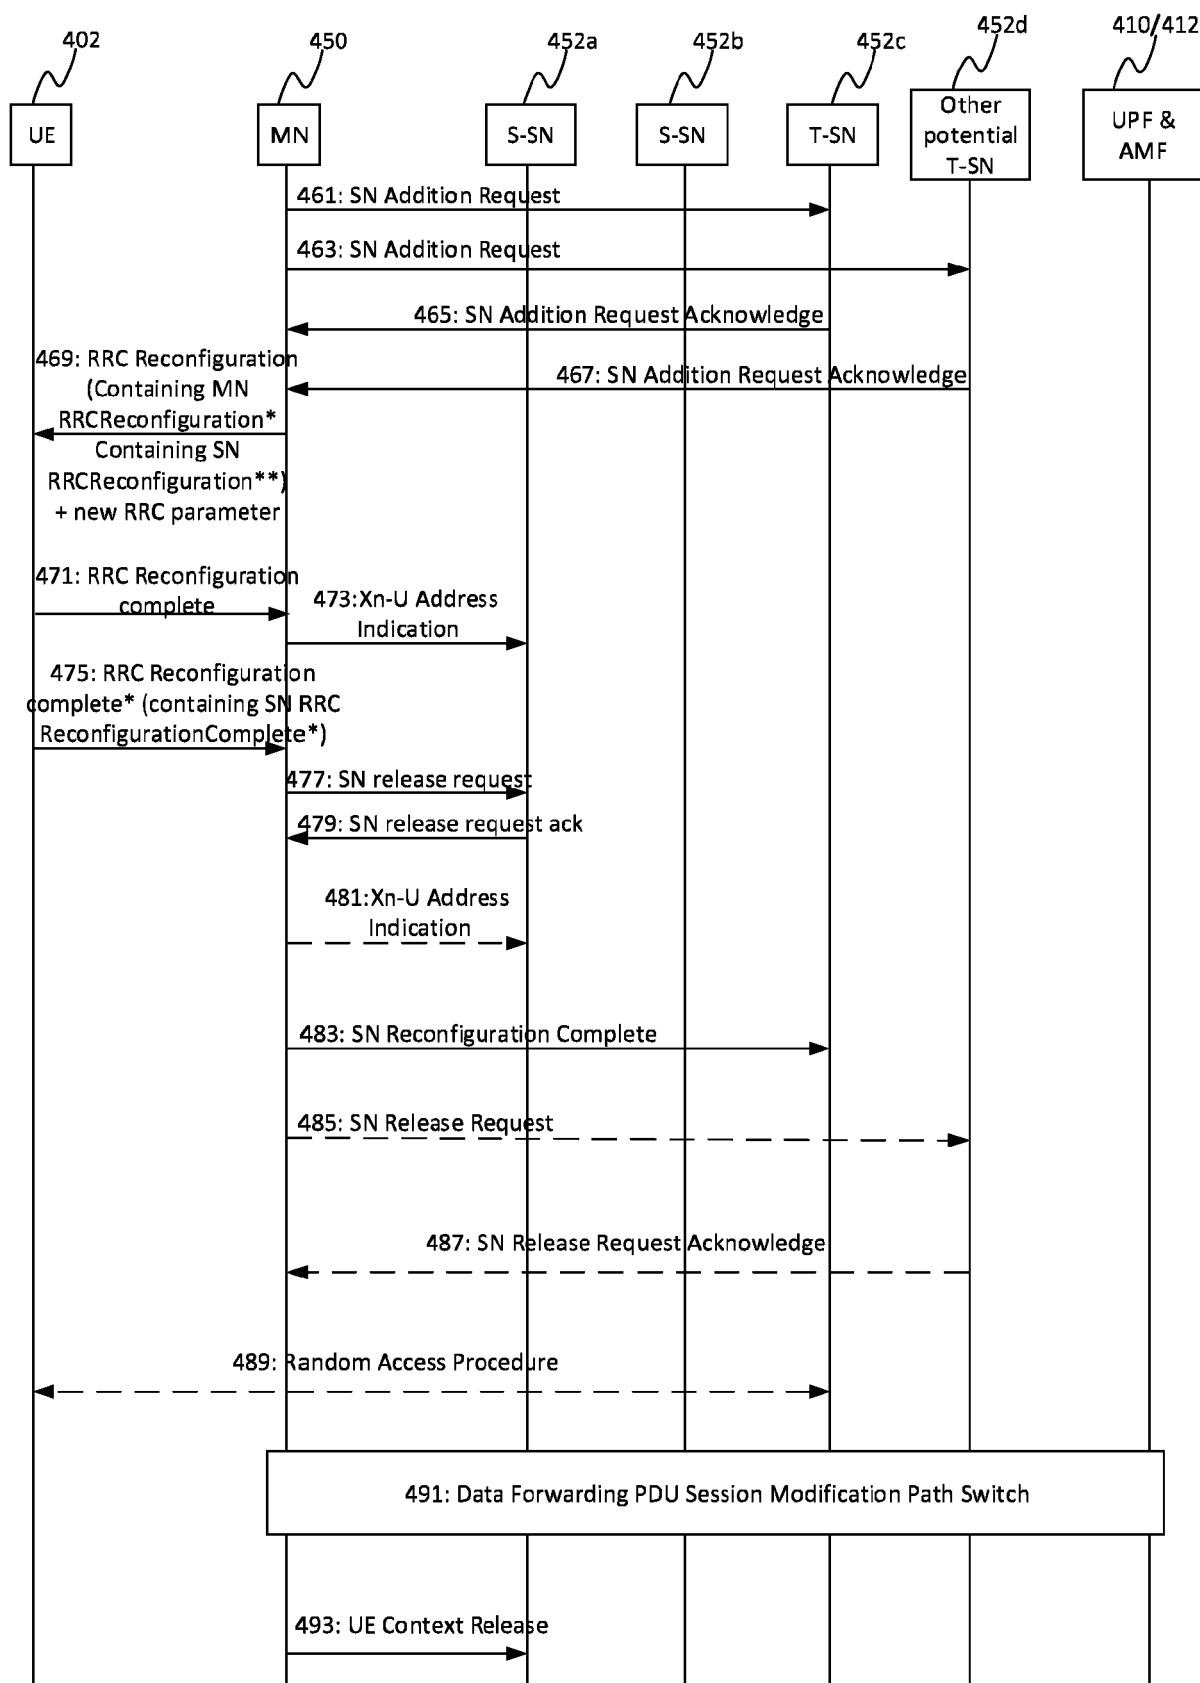 402
450
452a
452b
452c
452d
410/412
UE
MN
S-SN
S-SN
T-SN
Other
potential
T-SN
UPF &
AMF
461: SN Addition Request
463: SN Addition Request
465: SN Addition Request Acknowledge
467: SN Addition Request Acknowledge
469: RRC Reconfiguration
(Containing MN
RRCReconfiguration*
Containing SN
RRCReconfiguration**)
+ new RRC parameter
471: RRC Reconfiguration
complete
473:Xn-U Address
Indication
475: RRC Reconfiguration
complete* (containing SN RRC
ReconfigurationComplete*)
477: SN release request
479: SN release request ack
481:Xn-U Address
Indication
483: SN Reconfiguration Complete
485: SN Release Request
487: SN Release Request Acknowledge
489: Random Access Procedure
491: Data Forwarding PDU Session Modification Path Switch
493: UE Context Release